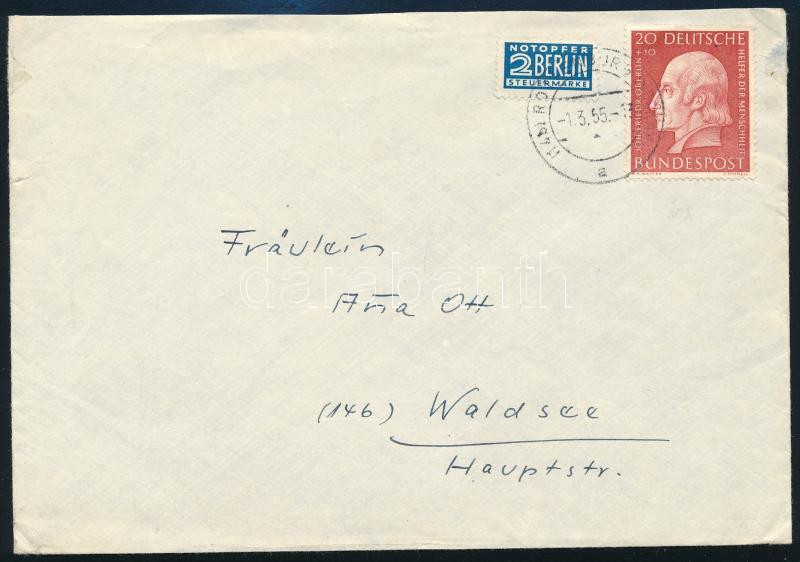 NOTOPFER
2 BERLIN
STEUERMARKE
20 DEUTSCHE
+10
JOH. FRIEDR. OBERLIN
HELFER DER MENSCHHEIT
BUNDESPOST
-1.3.55.-
a
Fräulein
Ania Ott
(14b) Waldsee
Hauptstr.
darabanth